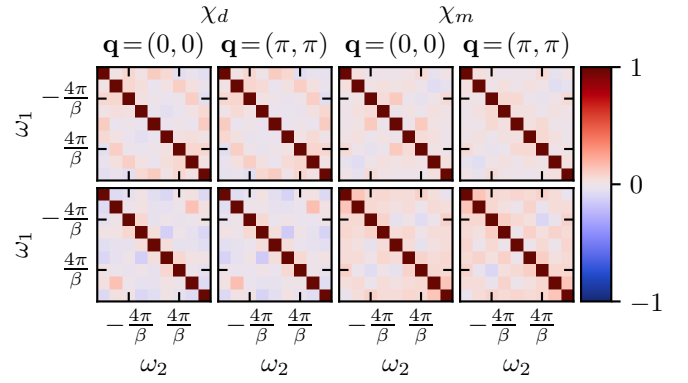 χ_d χ_m
q = (0, 0) q = (π, π) q = (0, 0) q = (π, π)
ω_1 −4π/β 4π/β
ω_1 −4π/β 4π/β
1
0
−1
−4π/β 4π/β −4π/β 4π/β −4π/β 4π/β −4π/β 4π/β
ω_2 ω_2 ω_2 ω_2